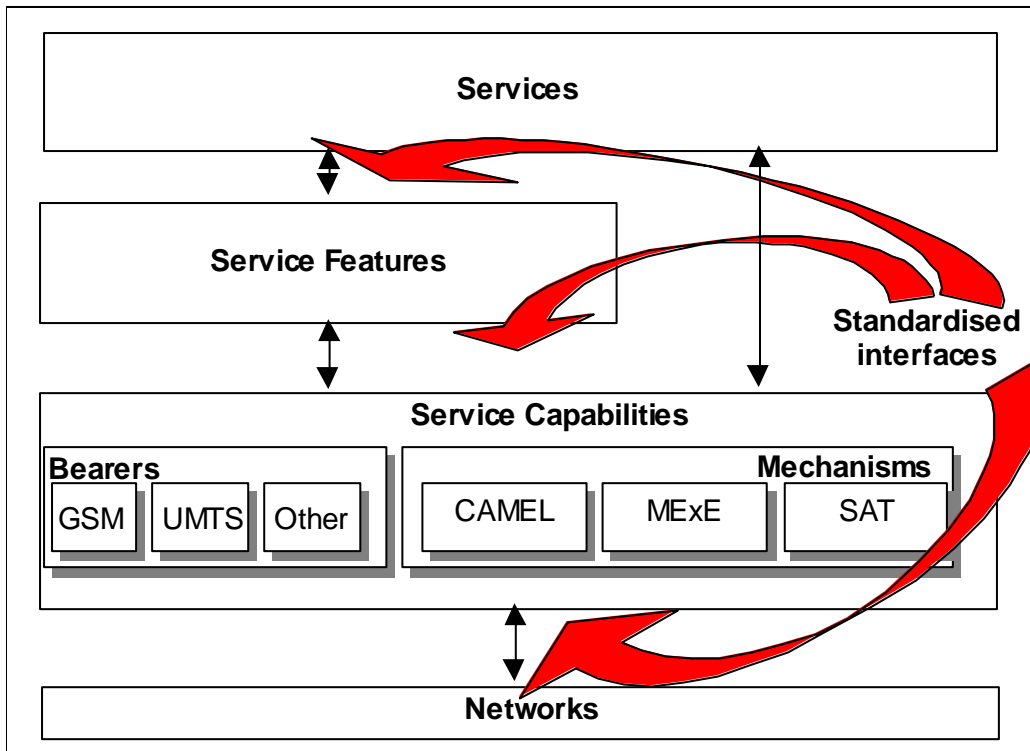 Services
Service Features
Standardised
interfaces
Service Capabilities
Bearers
GSM
UMTS
Other
Mechanisms
CAMEL
MExE
SAT
Networks